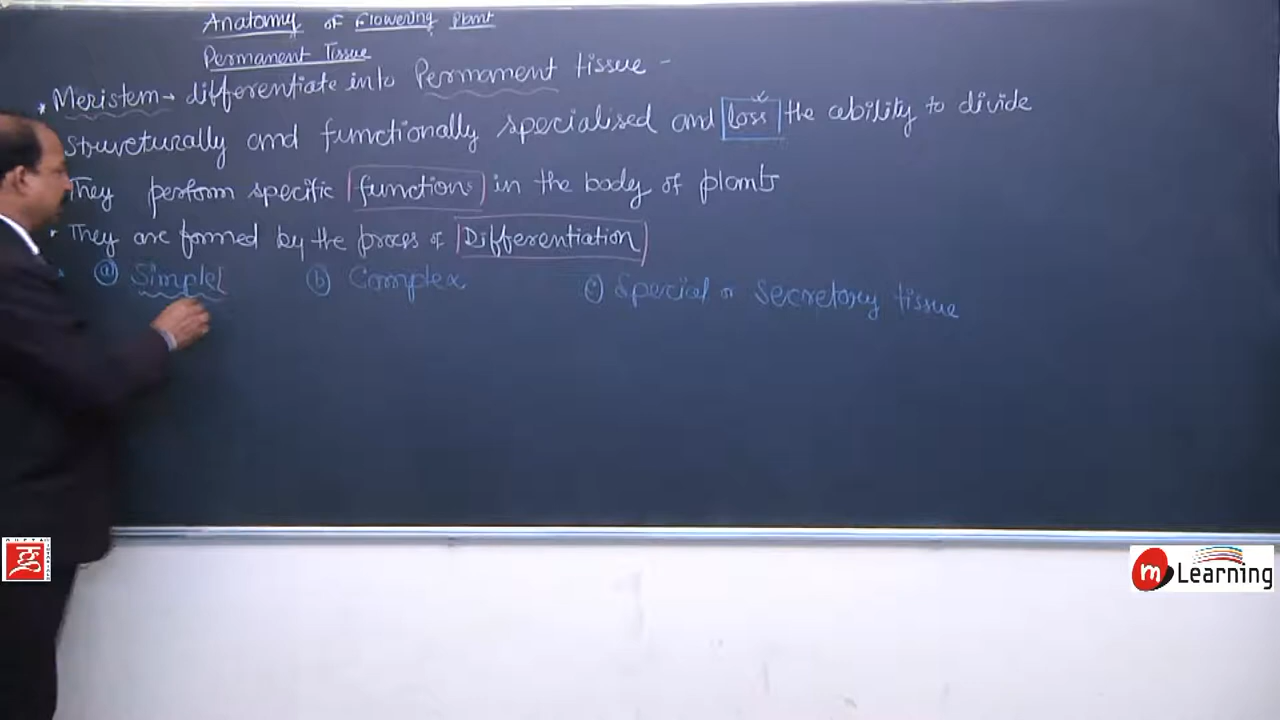 Anatomy of Flowering Plant
Permanent Tissue
* Meristem → differentiate into Permanent tissue -
structurally and functionally specialised and loss the ability to divide
They perform specific functions in the body of plants
* They are formed by the process of Differentiation
(a) Simple (b) Complex (c) Special or secretory tissue
m Learning